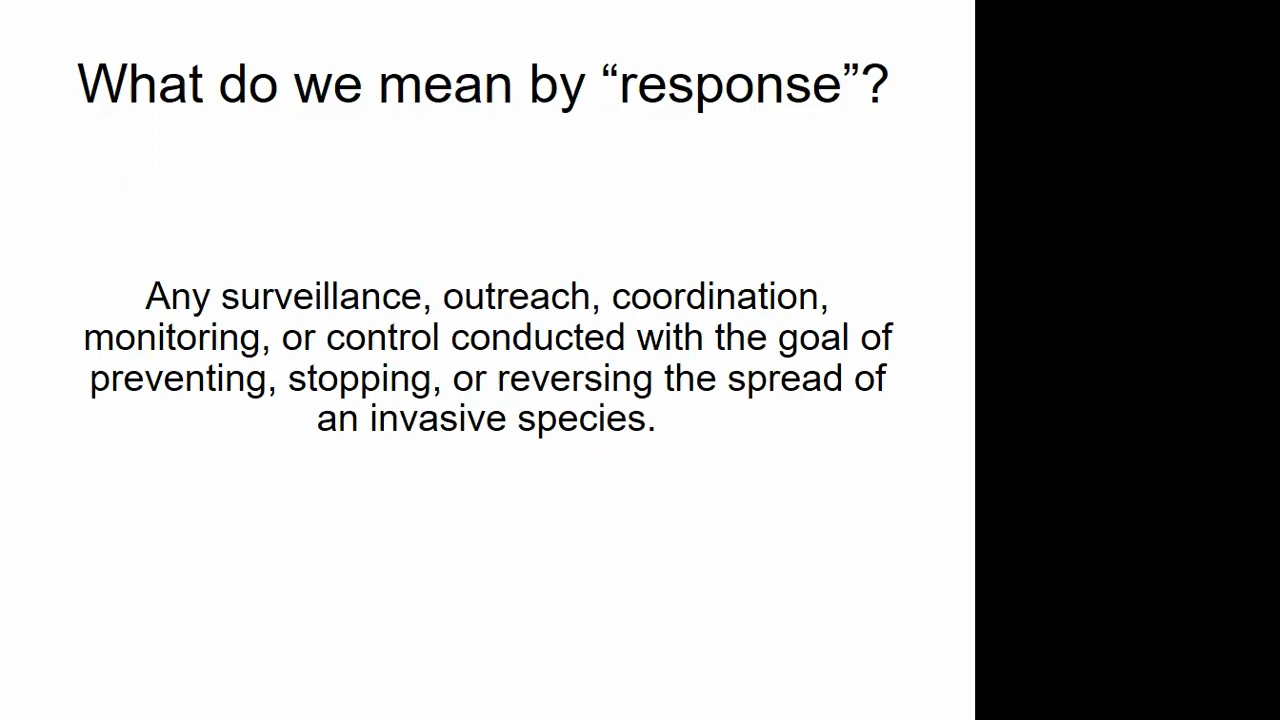 What do we mean by “response”?
Any surveillance, outreach, coordination,
monitoring, or control conducted with the goal of
preventing, stopping, or reversing the spread of
an invasive species.